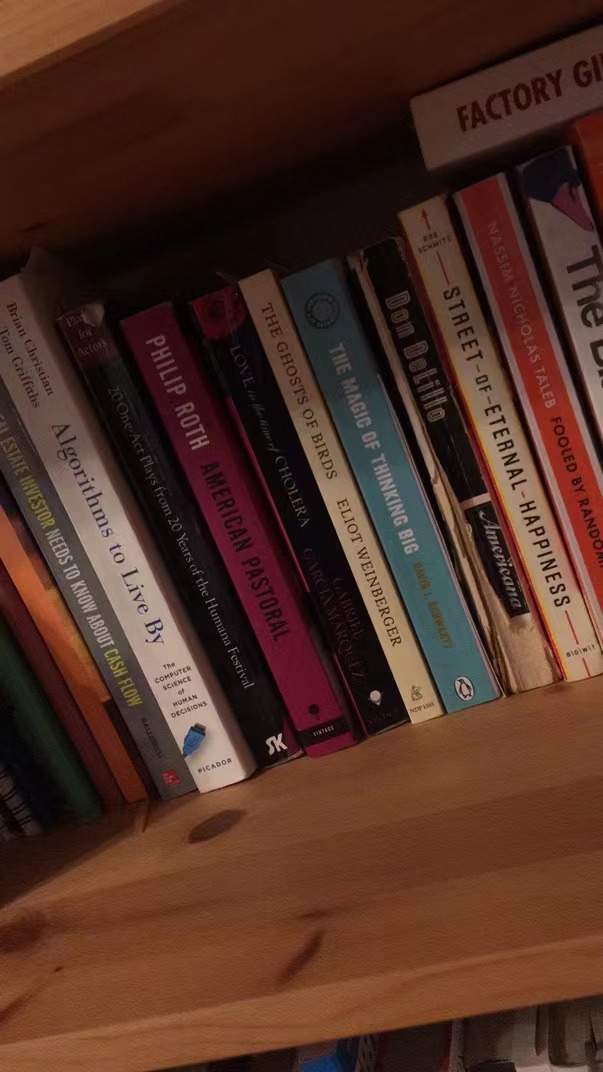 FACTORY GI
AL ESTATE INVESTOR NEEDS TO KNOW ABOUT CASH FLOW
Brian Christian
Tom Griffiths
Algorithms to Live By
The
COMPUTER
SCIENCE
of
HUMAN
DECISIONS
PICADOR
Actors
20 One-Act Plays from 20 Years of the Humana Festival
SK
PHILIP ROTH AMERICAN PASTORAL
VINTAGE
LOVE in the time of CHOLERA
GABRIEL
GARCÍA MÁRQUEZ
THE GHOSTS OF BIRDS ELIOT WEINBERGER
THE MAGIC OF THINKING BIG DAVID J. SCHWARTZ
Don DeLillo Americana
ROB
SCHMITZ
STREET-OF-ETERNAL-HAPPINESS
NASSIM NICHOLAS TALEB FOOLED BY RANDOM
The B